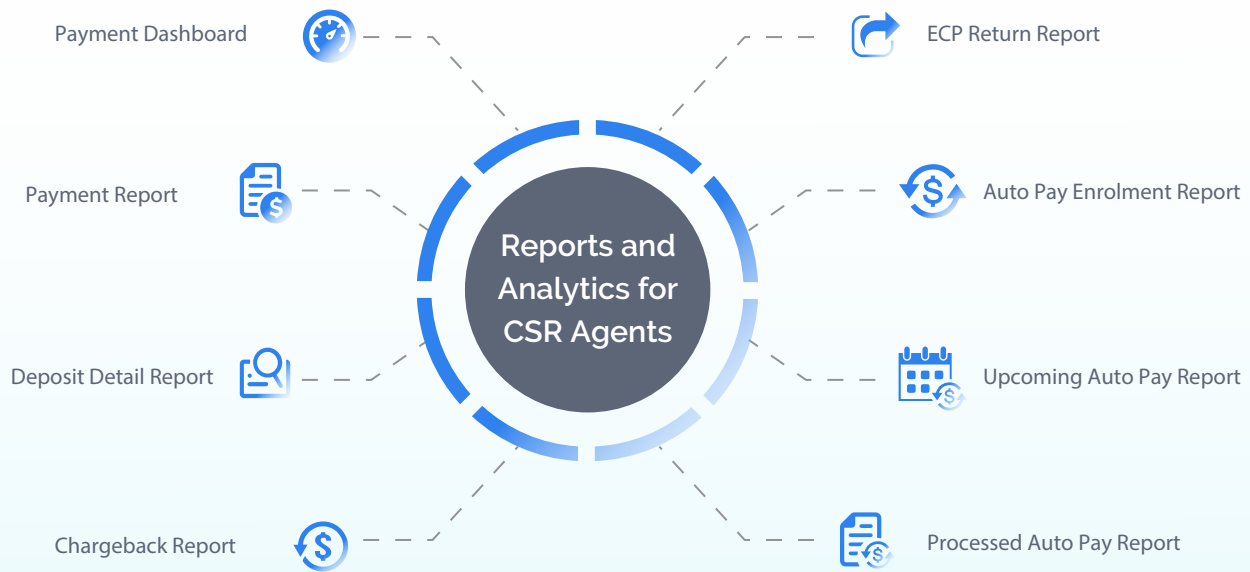 Payment Dashboard
ECP Return Report
Payment Report
Auto Pay Enrolment Report
Reports and
Analytics for
CSR Agents
Deposit Detail Report
Upcoming Auto Pay Report
Chargeback Report
Processed Auto Pay Report